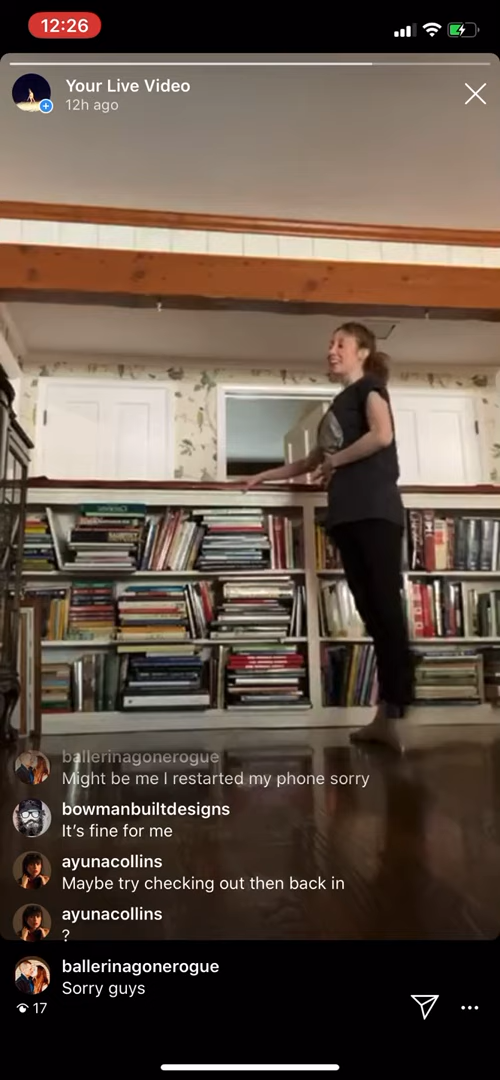 12:26
Your Live Video
12h ago
ballerinagonerogue
Might be me I restarted my phone sorry
bowmanbuiltdesigns
It's fine for me
ayunacollins
Maybe try checking out then back in
ayunacollins
?
ballerinagonerogue
Sorry guys
17